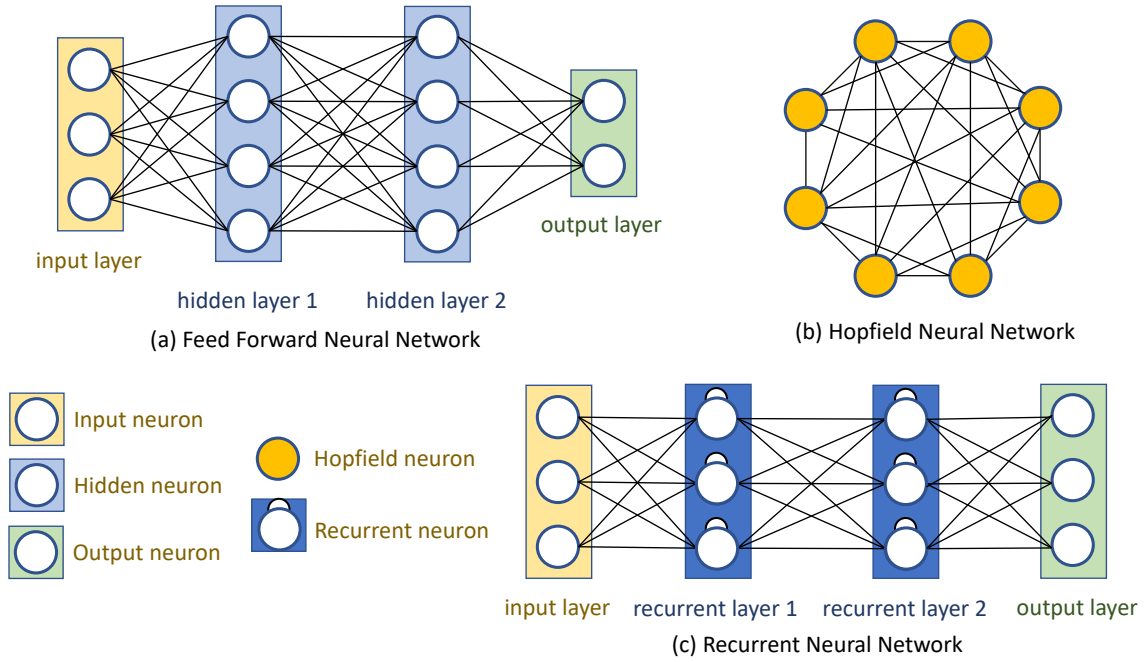 input layer
hidden layer 1
hidden layer 2
output layer
(a) Feed Forward Neural Network
(b) Hopfield Neural Network
Input neuron
Hidden neuron
Output neuron
Hopfield neuron
Recurrent neuron
input layer
recurrent layer 1
recurrent layer 2
output layer
(c) Recurrent Neural Network